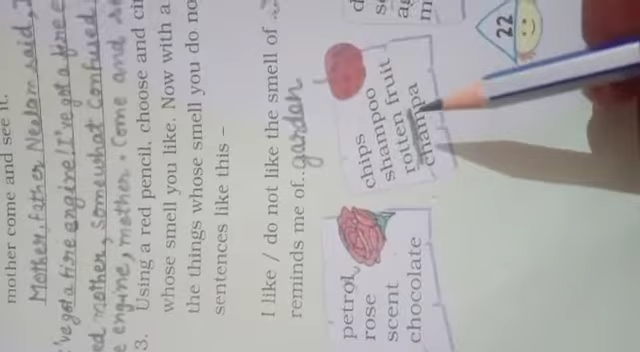 mother come and see it.
Mother, Father Neelam said,
've got a fire engine! I've got a fire
ed mother, somewhat confused
e engine, mother. Come and
3. Using a red pencil, choose and cir
whose smell you like. Now with a
the things whose smell you do no
sentences like this –
I like / do not like the smell of ..
reminds me of..garden
petrol
rose
scent
chocolate
chips
shampoo
rotten fruit
champa
22